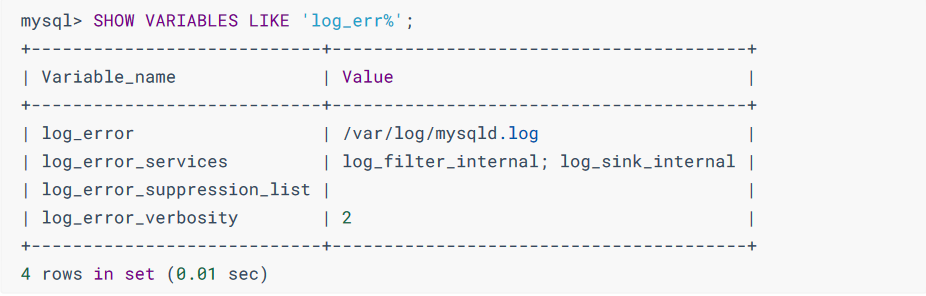 mysql> SHOW VARIABLES LIKE 'log_err%';
+----------------------------+----------------------------------------+
| Variable_name              | Value                                  |
+----------------------------+----------------------------------------+
| log_error                  | /var/log/mysqld.log                    |
| log_error_services         | log_filter_internal; log_sink_internal |
| log_error_suppression_list |                                        |
| log_error_verbosity        | 2                                      |
+----------------------------+----------------------------------------+
4 rows in set (0.01 sec)